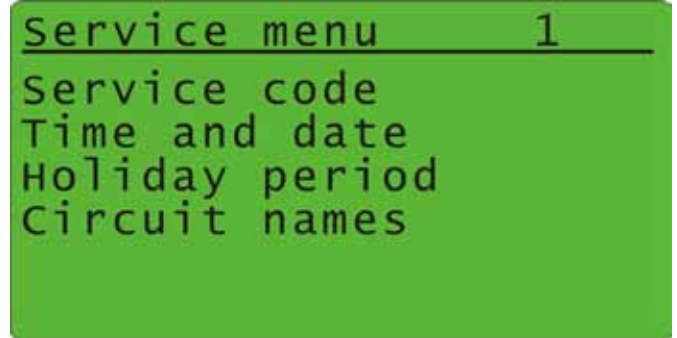 Service menu 1
Service code
Time and date
Holiday period
Circuit names